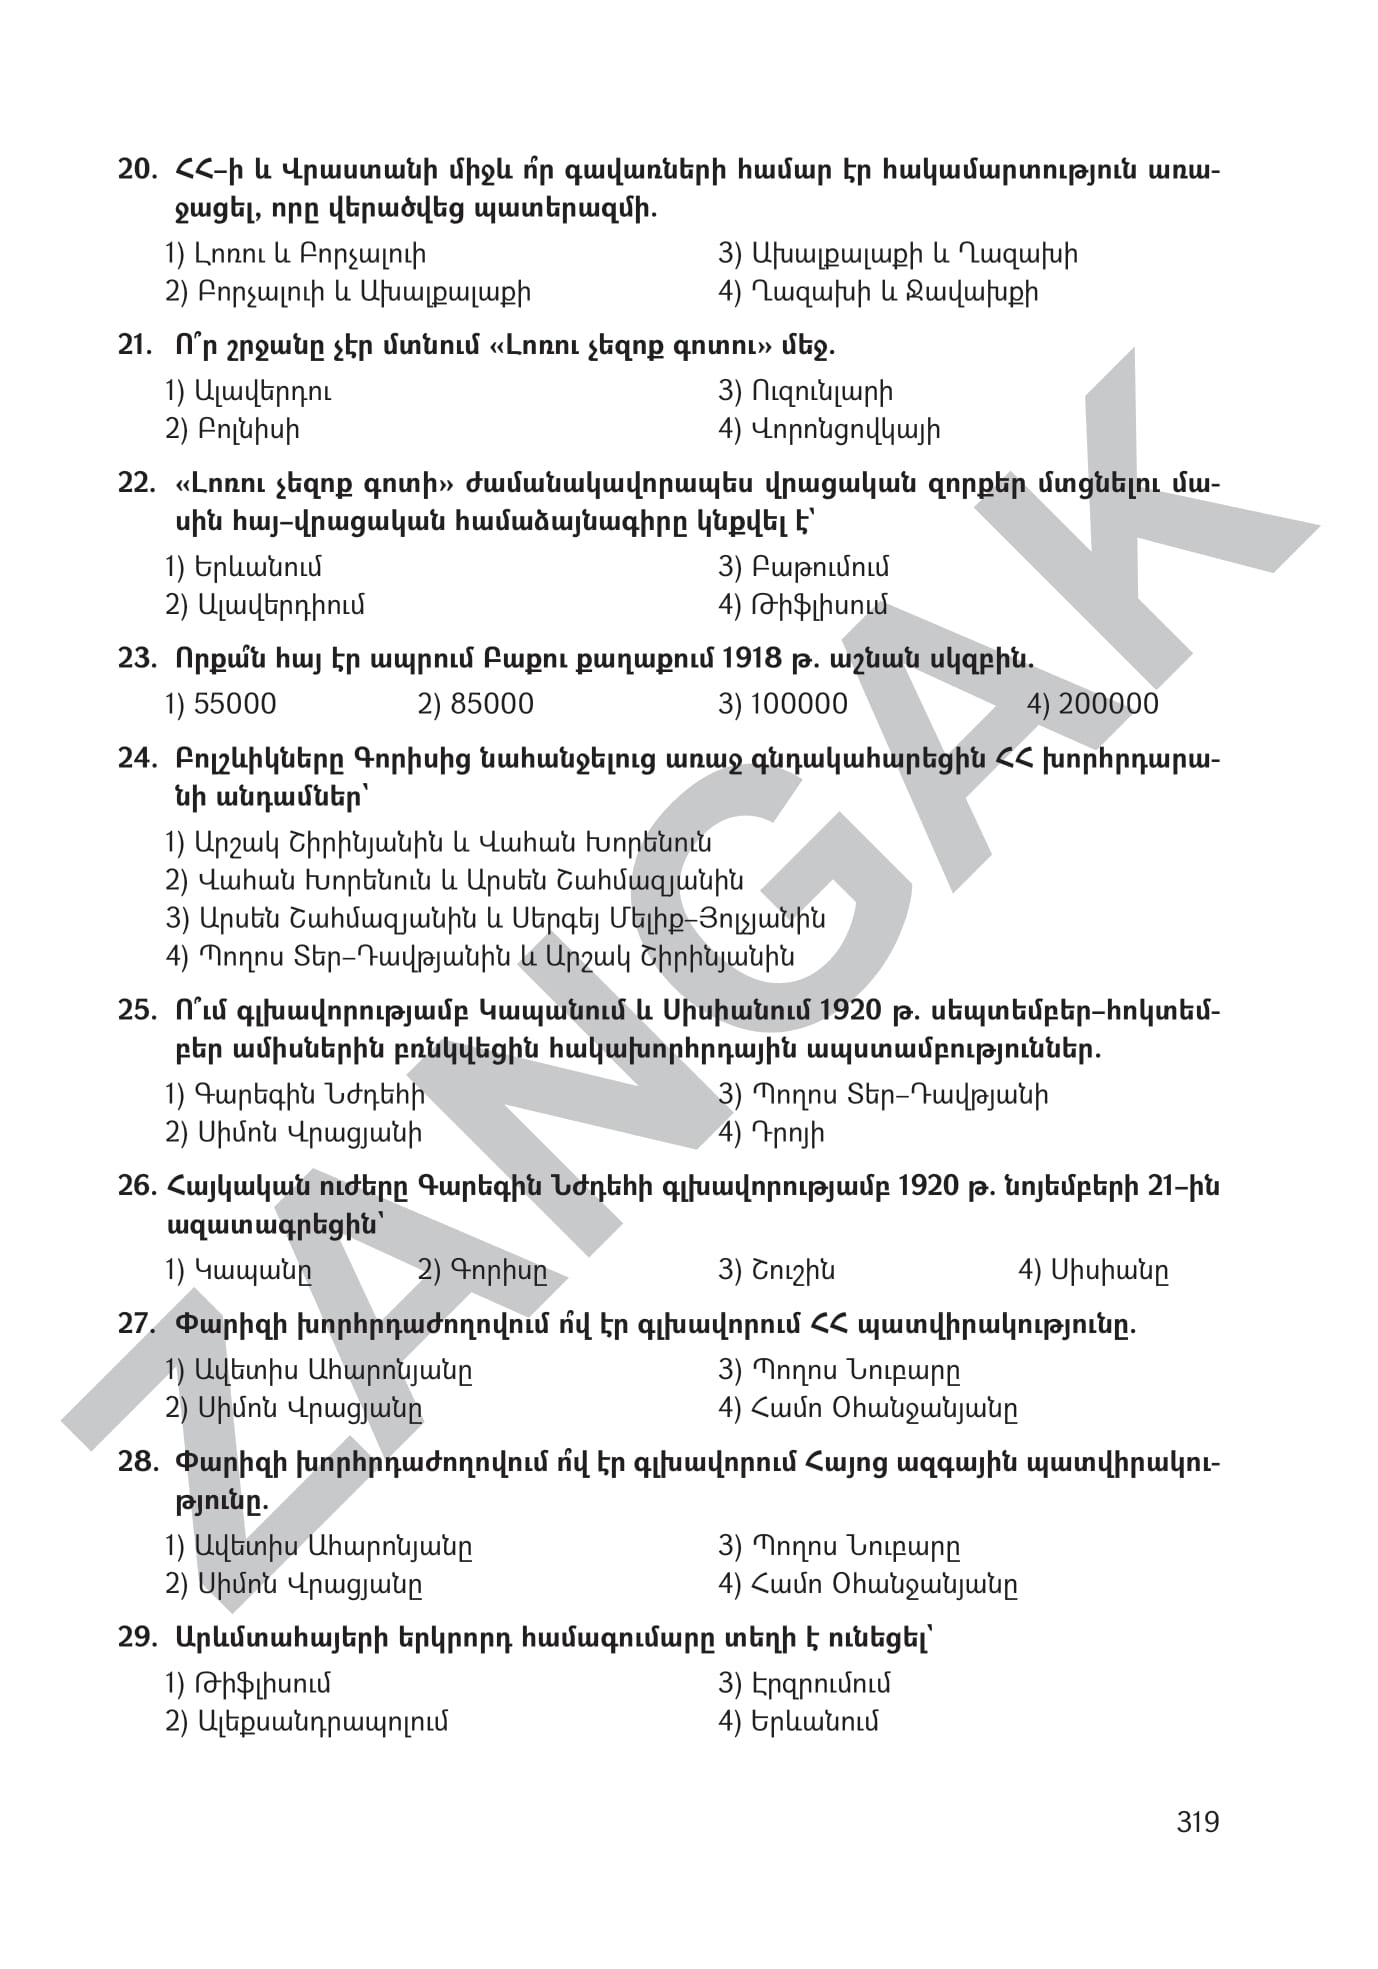 20. ՀՀ–ի և Վրաստանի միջև ո՞ր գավառների համար էր հակամարտություն առա-
ջացել, որը վերածվեց պատերազմի.
1) Լոռու և Բորչալուի
3) Ախալքալաքի և Ղազախի
2) Բորչալուի և Ախալքալաքի
4) Ղազախի և Ջավախքի
21. Ո՞ր շրջանը չէր մտնում «Լոռու չեզոք գոտու» մեջ.
1) Ալավերդու
3) Ուզունլարի
2) Բոլնիսի
4) Վորոնցովկայի
22. «Լոռու չեզոք գոտի» ժամանակավորապես վրացական զորքեր մտցնելու մա-
սին հայ–վրացական համաձայնագիրը կնքվել է՝
1) Երևանում
3) Բաթումում
2) Ալավերդիում
4) Թիֆլիսում
23. Որքա՞ն հայ էր ապրում Բաքու քաղաքում 1918 թ. աշնան սկզբին.
1) 55000 2) 85000 3) 100000 4) 200000
24. Բոլշևիկները Գորիսից նահանջելուց առաջ գնդակահարեցին ՀՀ խորհրդարա-
նի անդամներ՝
1) Արշակ Շիրինյանին և Վահան Խորենուն
2) Վահան Խորենուն և Արսեն Շահմազյանին
3) Արսեն Շահմազյանին և Սերգեյ Մելիք–Յոլչյանին
4) Պողոս Տեր–Դավթյանին և Արշակ Շիրինյանին
25. Ո՞ւմ գլխավորությամբ Կապանում և Սիսիանում 1920 թ. սեպտեմբեր–հոկտեմ-
բեր ամիսներին բռնկվեցին հակախորհրդային ապստամբություններ.
1) Գարեգին Նժդեհի
3) Պողոս Տեր–Դավթյանի
2) Սիմոն Վրացյանի
4) Դրոյի
26. Հայկական ուժերը Գարեգին Նժդեհի գլխավորությամբ 1920 թ. նոյեմբերի 21–ին
ազատագրեցին՝
1) Կապանը 2) Գորիսը 3) Շուշին 4) Սիսիանը
27. Փարիզի խորհրդաժողովում ո՞վ էր գլխավորում ՀՀ պատվիրակությունը.
1) Ավետիս Ահարոնյանը
3) Պողոս Նուբարը
2) Սիմոն Վրացյանը
4) Համո Օհանջանյանը
28. Փարիզի խորհրդաժողովում ո՞վ էր գլխավորում Հայոց ազգային պատվիրակու-
թյունը.
1) Ավետիս Ահարոնյանը
3) Պողոս Նուբարը
2) Սիմոն Վրացյանը
4) Համո Օհանջանյանը
29. Արևմտահայերի երկրորդ համագումարը տեղի է ունեցել՝
1) Թիֆլիսում
3) Էրզրումում
2) Ալեքսանդրապոլում
4) Երևանում
319
ZANGAK